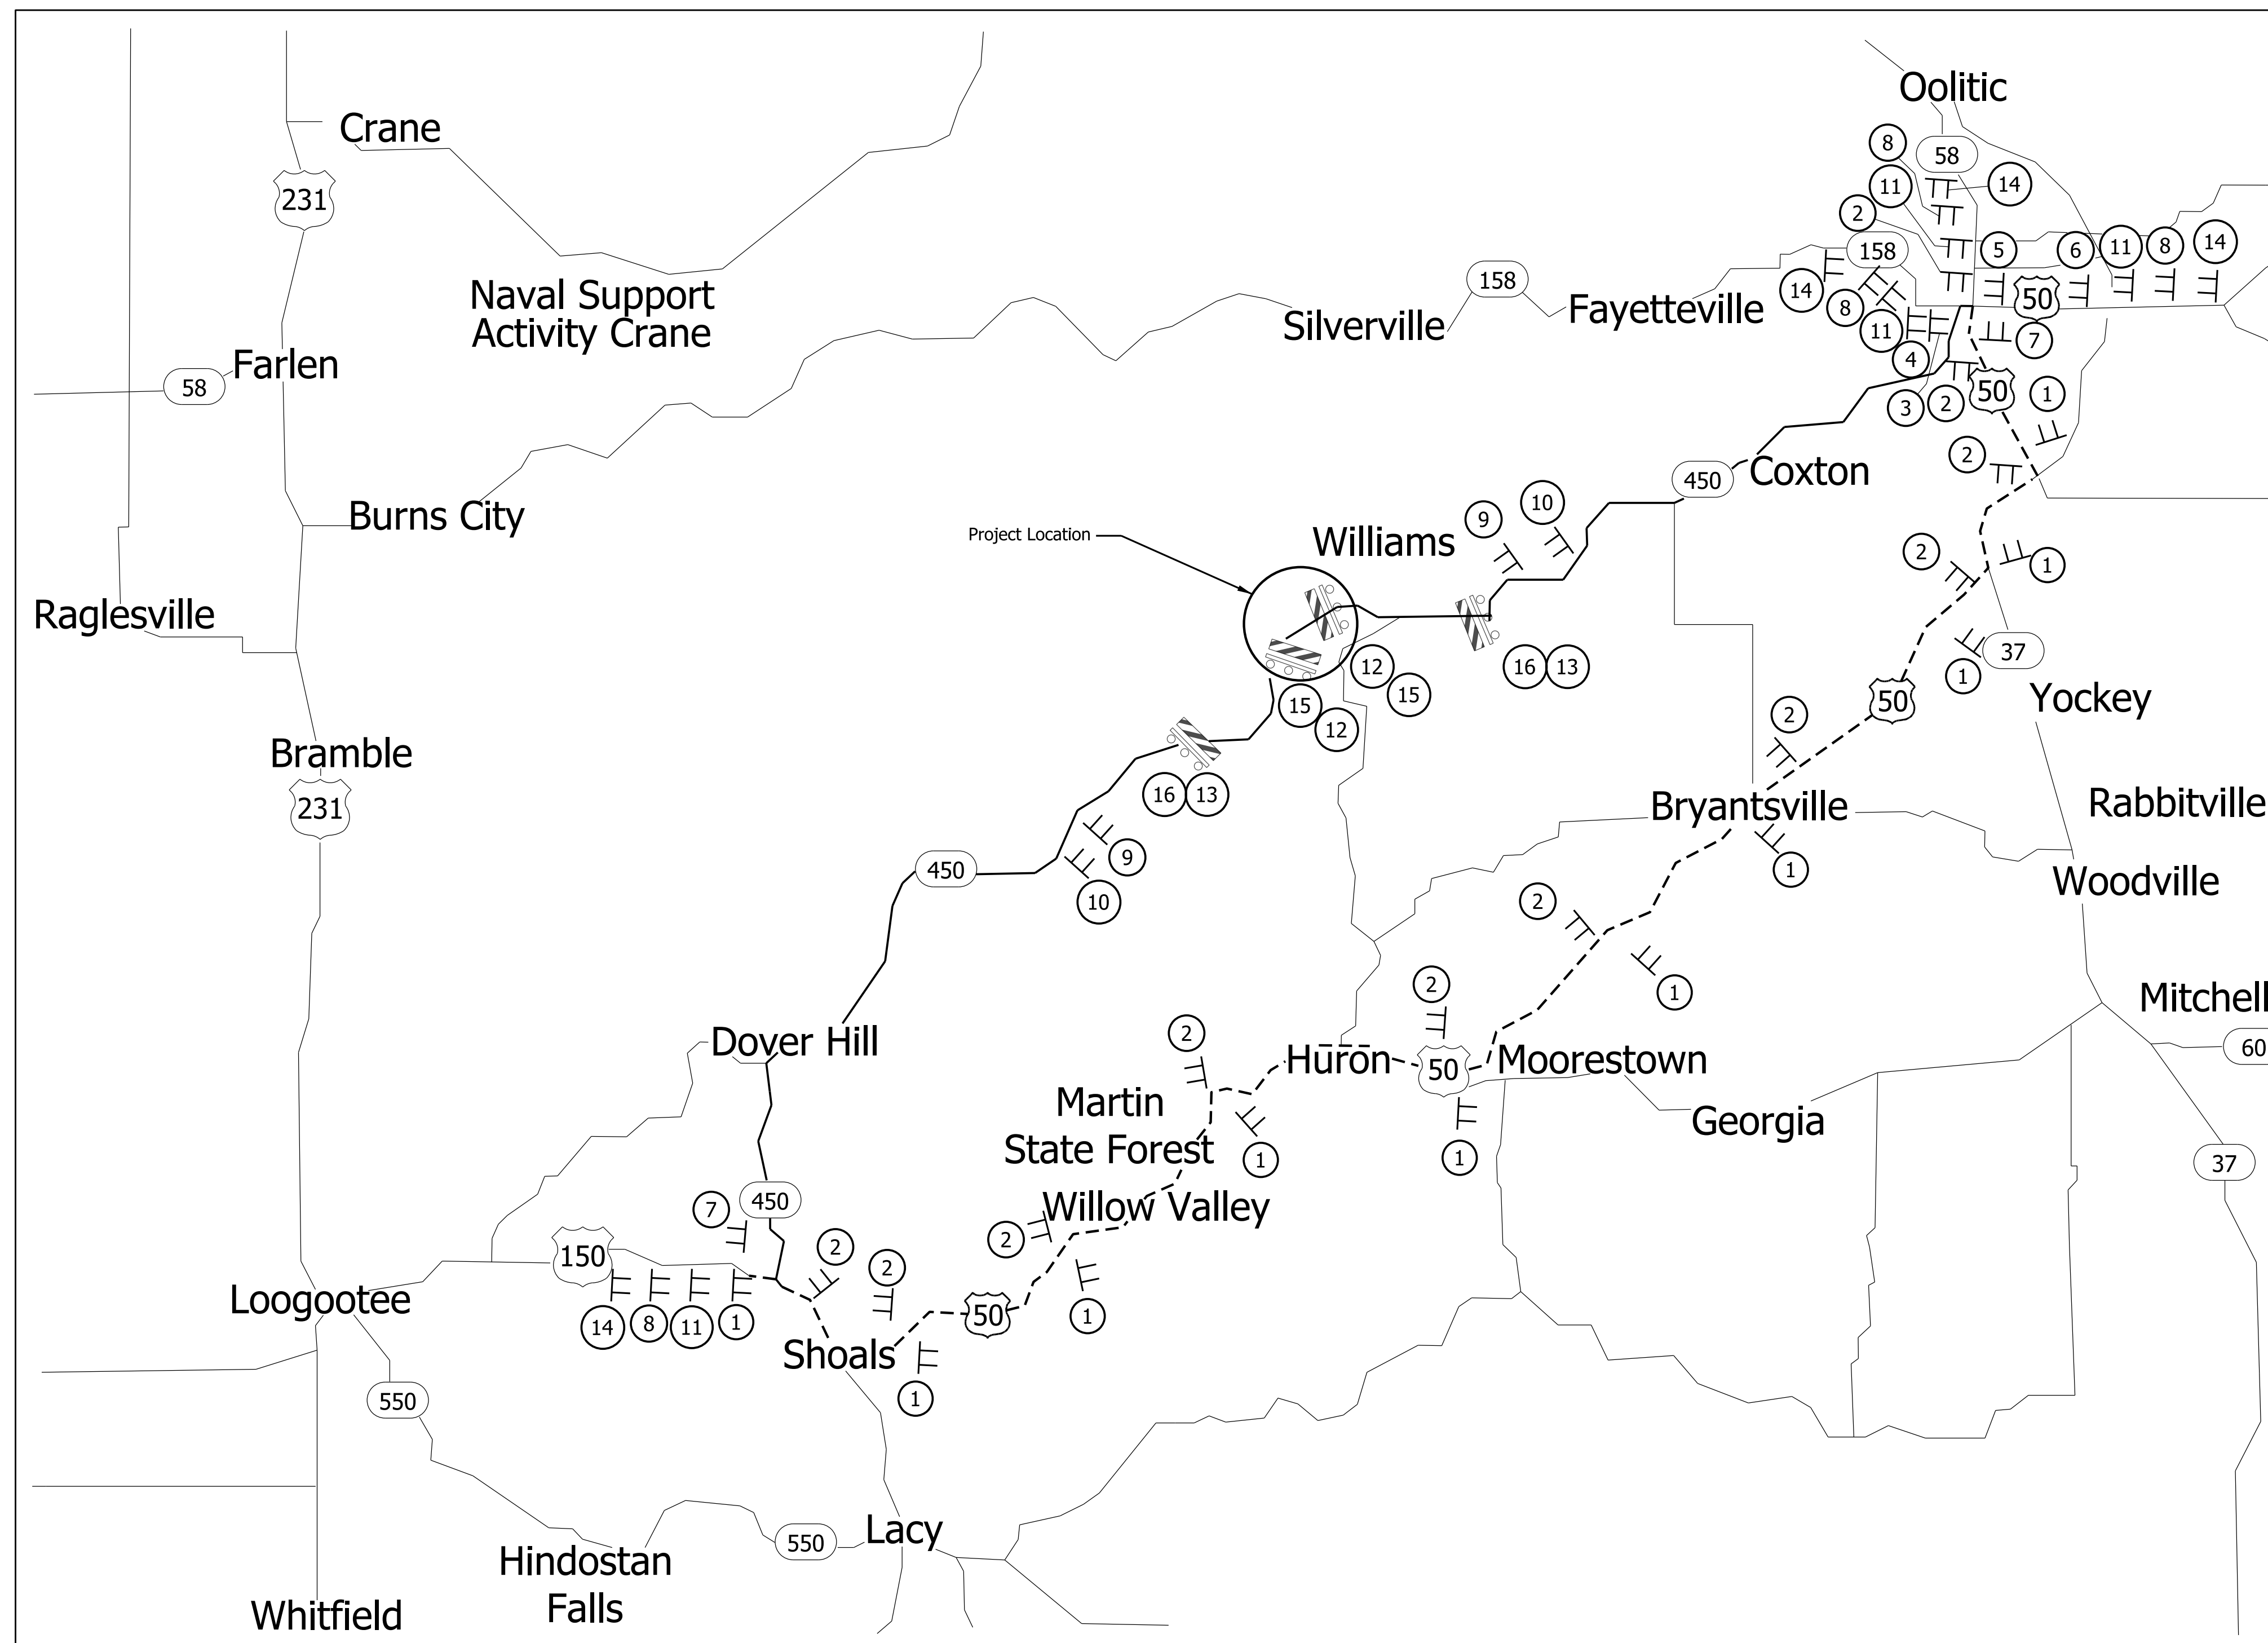 Oolitic
Crane
8
58
11
14
231
2
158
5
6
11
8
14
158
14
50
Naval Support
Activity Crane
Silverville
Fayetteville
8
11
7
4
Farlen
58
50
1
3
2
2
450
Coxton
Burns City
9
10
Project Location
Williams
2
1
Raglesville
37
16
13
12
1
15
15
12
50
Yockey
2
Bramble
16
13
231
Bryantsville
Rabbitville
9
1
450
Woodville
10
2
2
1
Mitchell
2
Dover Hill
Huron
50
Moorestown
60
Martin
State Forest
Georgia
1
1
37
450
7
Willow Valley
2
2
150
2
Loogootee
14
8
11
1
50
1
Shoals
1
550
Lacy
550
Hindostan
Falls
Whitfield